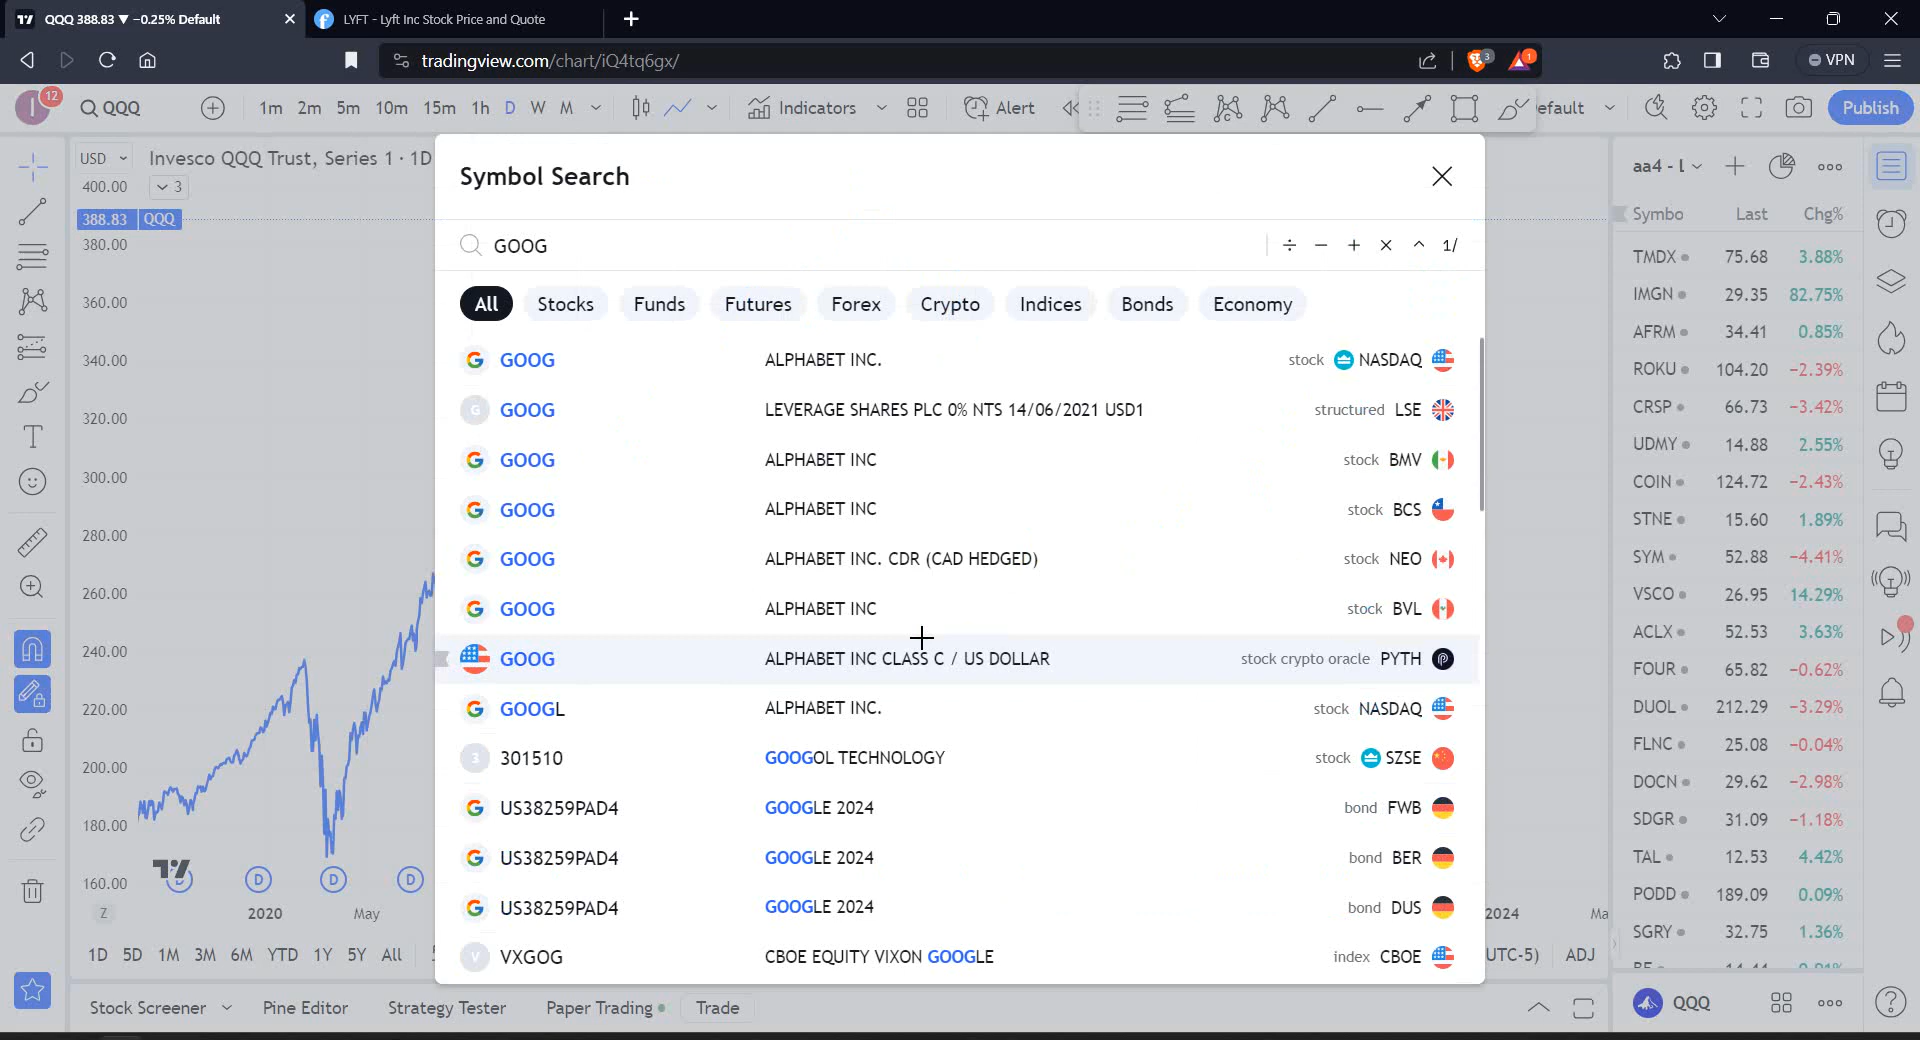 QQQ 388.83 ▼ −0.25% Default
LYFT - Lyft Inc Stock Price and Quote
tradingview.com/chart/iQ4tq6gx/
3
1
VPN
I
12
QQQ
1m 2m 5m 10m 15m 1h D W M
Indicators
Alert
efault
Publish
USD
Invesco QQQ Trust, Series 1 · 1D
3
400.00
388.83 QQQ
380.00
360.00
340.00
320.00
300.00
280.00
260.00
240.00
220.00
200.00
180.00
160.00
D D D D
Z
2020 May
2024 Ma
1D 5D 1M 3M 6M YTD 1Y 5Y All
UTC-5) ADJ
Symbol Search
GOOG
÷ − + × ^ 1/
All Stocks Funds Futures Forex Crypto Indices Bonds Economy
GOOG ALPHABET INC. stock NASDAQ
G GOOG LEVERAGE SHARES PLC 0% NTS 14/06/2021 USD1 structured LSE
GOOG ALPHABET INC stock BMV
GOOG ALPHABET INC stock BCS
GOOG ALPHABET INC. CDR (CAD HEDGED) stock NEO
GOOG ALPHABET INC stock BVL
GOOG ALPHABET INC CLASS C / US DOLLAR stock crypto oracle PYTH
GOOGL ALPHABET INC. stock NASDAQ
3 301510 GOOGOL TECHNOLOGY stock SZSE
US38259PAD4 GOOGLE 2024 bond FWB
US38259PAD4 GOOGLE 2024 bond BER
US38259PAD4 GOOGLE 2024 bond DUS
V VXGOG CBOE EQUITY VIXON GOOGLE index CBOE
aa4 - L
Symbo Last Chg%
TMDX 75.68 3.88%
IMGN 29.35 82.75%
AFRM 34.41 0.85%
ROKU 104.20 −2.39%
CRSP 66.73 −3.42%
UDMY 14.88 2.55%
COIN 124.72 −2.43%
STNE 15.60 1.89%
SYM 52.88 −4.41%
VSCO 26.95 14.29%
ACLX 52.53 3.63%
FOUR 65.82 −0.62%
DUOL 212.29 −3.29%
FLNC 25.08 −0.04%
DOCN 29.62 −2.98%
SDGR 31.09 −1.18%
TAL 12.53 4.42%
PODD 189.09 0.09%
SGRY 32.75 1.36%
QQQ
Stock Screener Pine Editor Strategy Tester Paper Trading Trade